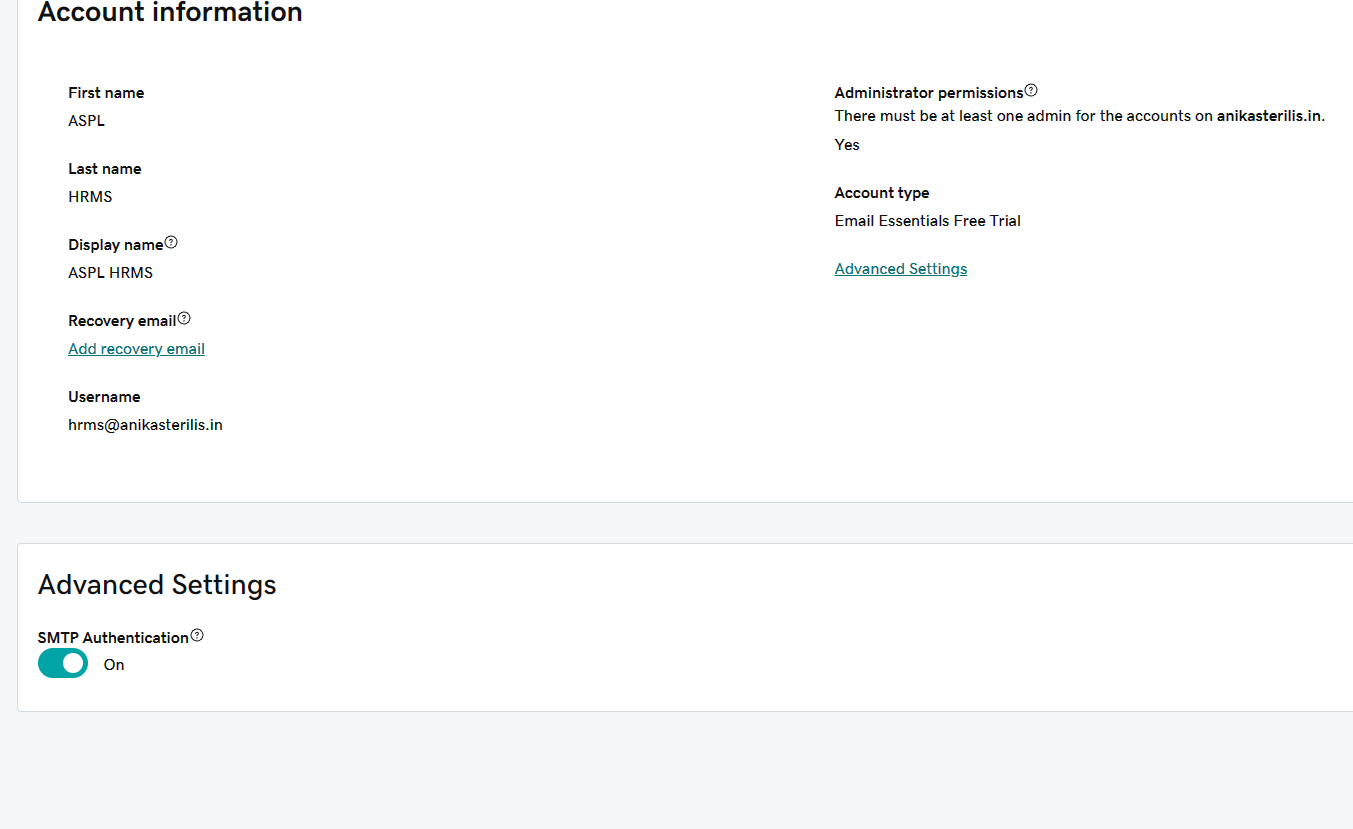 Account information
First name
ASPL
Last name
HRMS
Display name
ASPL HRMS
Recovery email
Add recovery email
Username
hrms@anikasterilis.in
Administrator permissions
There must be at least one admin for the accounts on anikasterilis.in.
Yes
Account type
Email Essentials Free Trial
Advanced Settings
Advanced Settings
SMTP Authentication
On